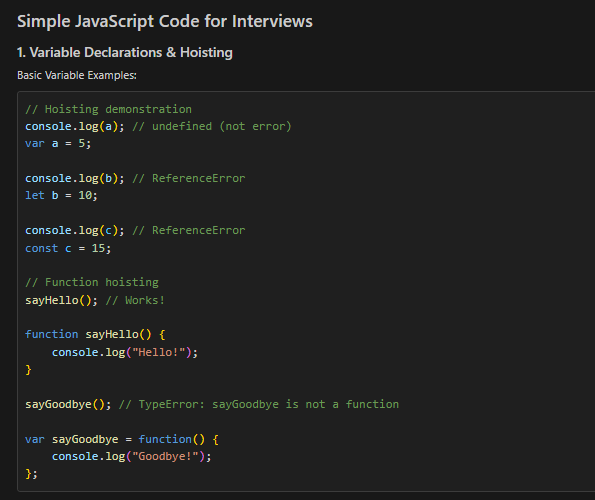 Simple JavaScript Code for Interviews
1. Variable Declarations & Hoisting
Basic Variable Examples:
// Hoisting demonstration
console.log(a); // undefined (not error)
var a = 5;
console.log(b); // ReferenceError
let b = 10;
console.log(c); // ReferenceError
const c = 15;
// Function hoisting
sayHello(); // Works!
function sayHello() {
    console.log("Hello!");
}
sayGoodbye(); // TypeError: sayGoodbye is not a function
var sayGoodbye = function() {
    console.log("Goodbye!");
};